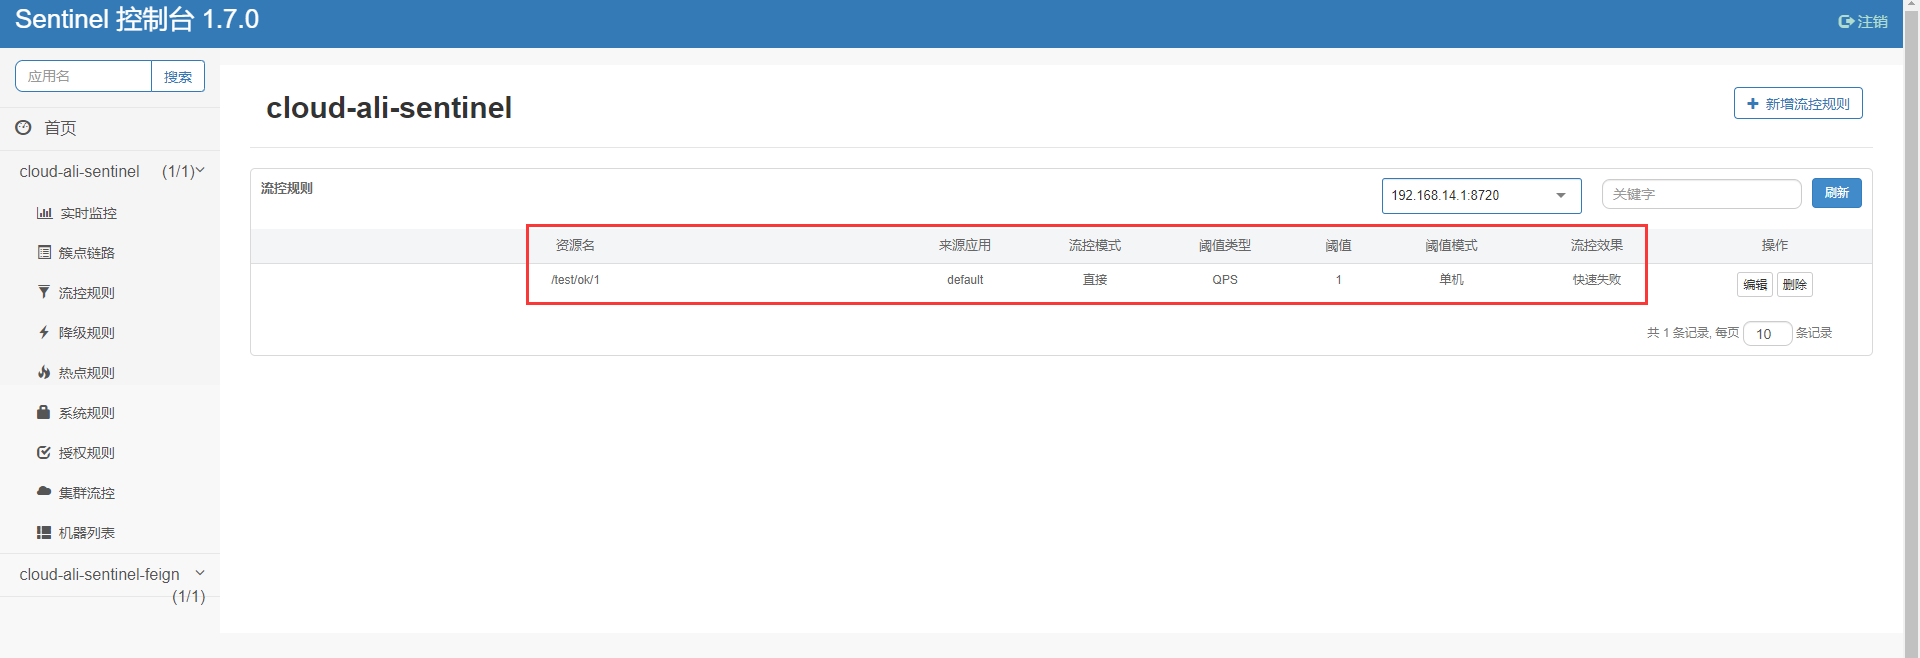 Sentinel 控制台 1.7.0
注销
应用名
搜索
首页
cloud-ali-sentinel (1/1)
实时监控
簇点链路
流控规则
降级规则
热点规则
系统规则
授权规则
集群流控
机器列表
cloud-ali-sentinel-feign
(1/1)
cloud-ali-sentinel
新增流控规则
流控规则
192.168.14.1:8720
关键字
刷新
资源名 来源应用 流控模式 阈值类型 阈值 阈值模式 流控效果 操作
/test/ok/1 default 直接 QPS 1 单机 快速失败 编辑 删除
共 1 条记录, 每页 10 条记录